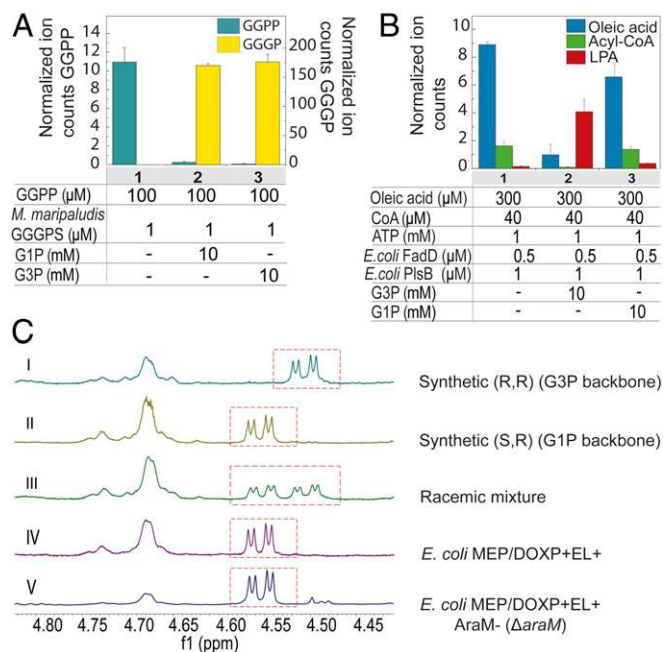 A
Normalized ion counts GGPP
14
12
10
8
6
4
2
0
GGPP
GGGP
200
150
100
50
0
Normalized ion counts GGGP
1 2 3
GGPP (µM) 100 100 100
M. maripaludis
GGGPS (µM) 1 1 1
G1P (mM) - 10 -
G3P (mM) - - 10
B
Normalized ion counts
10
8
6
4
2
0
Oleic acid
Acyl-CoA
LPA
1 2 3
Oleic acid (µM) 300 300 300
CoA (µM) 40 40 40
ATP (mM) 1 1 1
E.coli FadD (µM) 0.5 0.5 0.5
E.coli PlsB (µM) 1 1 1
G3P (mM) - 10 -
G1P (mM) - - 10
C
I
Synthetic (R,R) (G3P backbone)
II
Synthetic (S,R) (G1P backbone)
III
Racemic mixture
IV
E. coli MEP/DOXP+EL+
V
E. coli MEP/DOXP+EL+
AraM- (ΔaraM)
4.80 4.75 4.70 4.65 4.60 4.55 4.50 4.45
f1 (ppm)